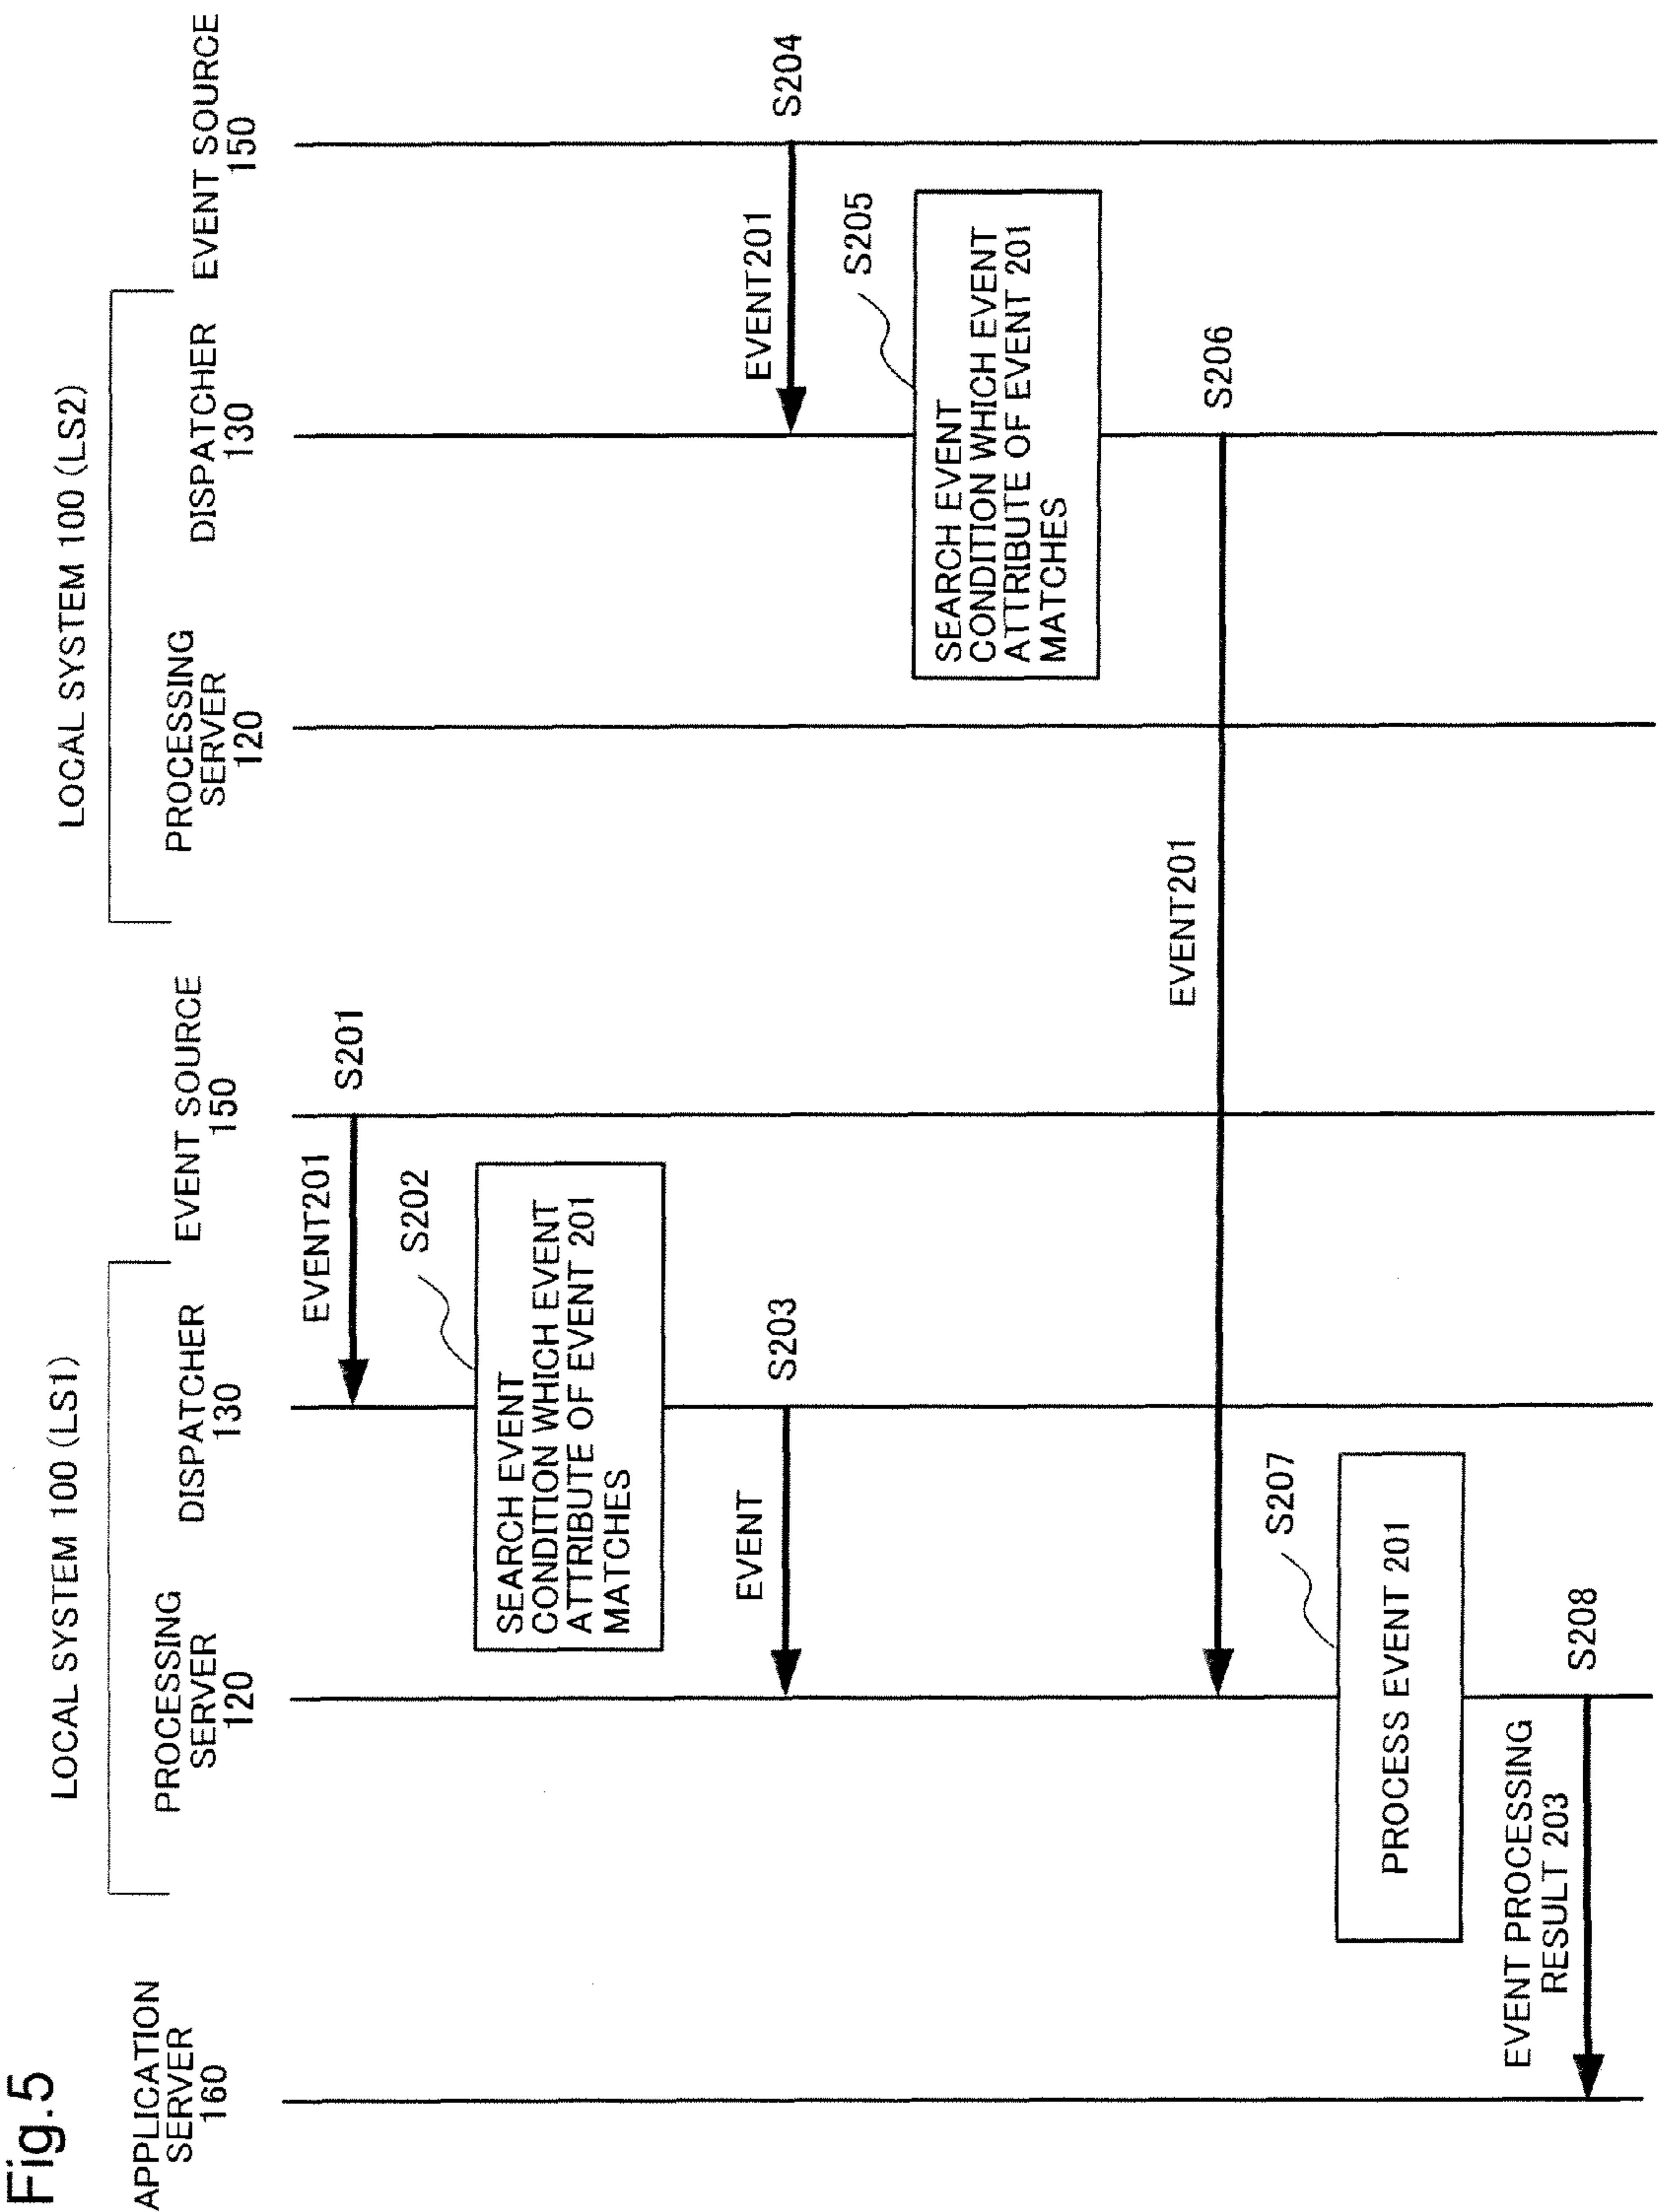 Fig.5
LOCAL SYSTEM 100 (LS1)
LOCAL SYSTEM 100 (LS2)
APPLICATION
SERVER
160
PROCESSING
SERVER
120
DISPATCHER
130
EVENT SOURCE
150
PROCESSING
SERVER
120
DISPATCHER
130
EVENT SOURCE
150
EVENT201
S201
S202
SEARCH EVENT
CONDITION WHICH EVENT
ATTRIBUTE OF EVENT 201
MATCHES
EVENT
S203
EVENT201
S204
S205
SEARCH EVENT
CONDITION WHICH EVENT
ATTRIBUTE OF EVENT 201
MATCHES
EVENT201
S206
S207
PROCESS EVENT 201
EVENT PROCESSING
RESULT 203
S208